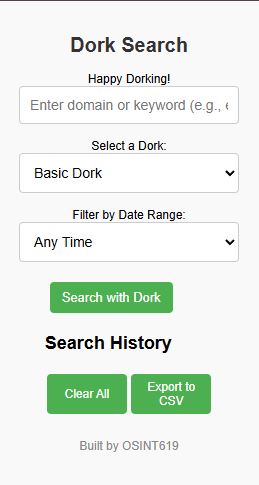 Dork Search
Happy Dorking!
Enter domain or keyword (e.g., e
Select a Dork:
Basic Dork
Filter by Date Range:
Any Time
Search with Dork
Search History
Clear All
Export to
CSV
Built by OSINT619